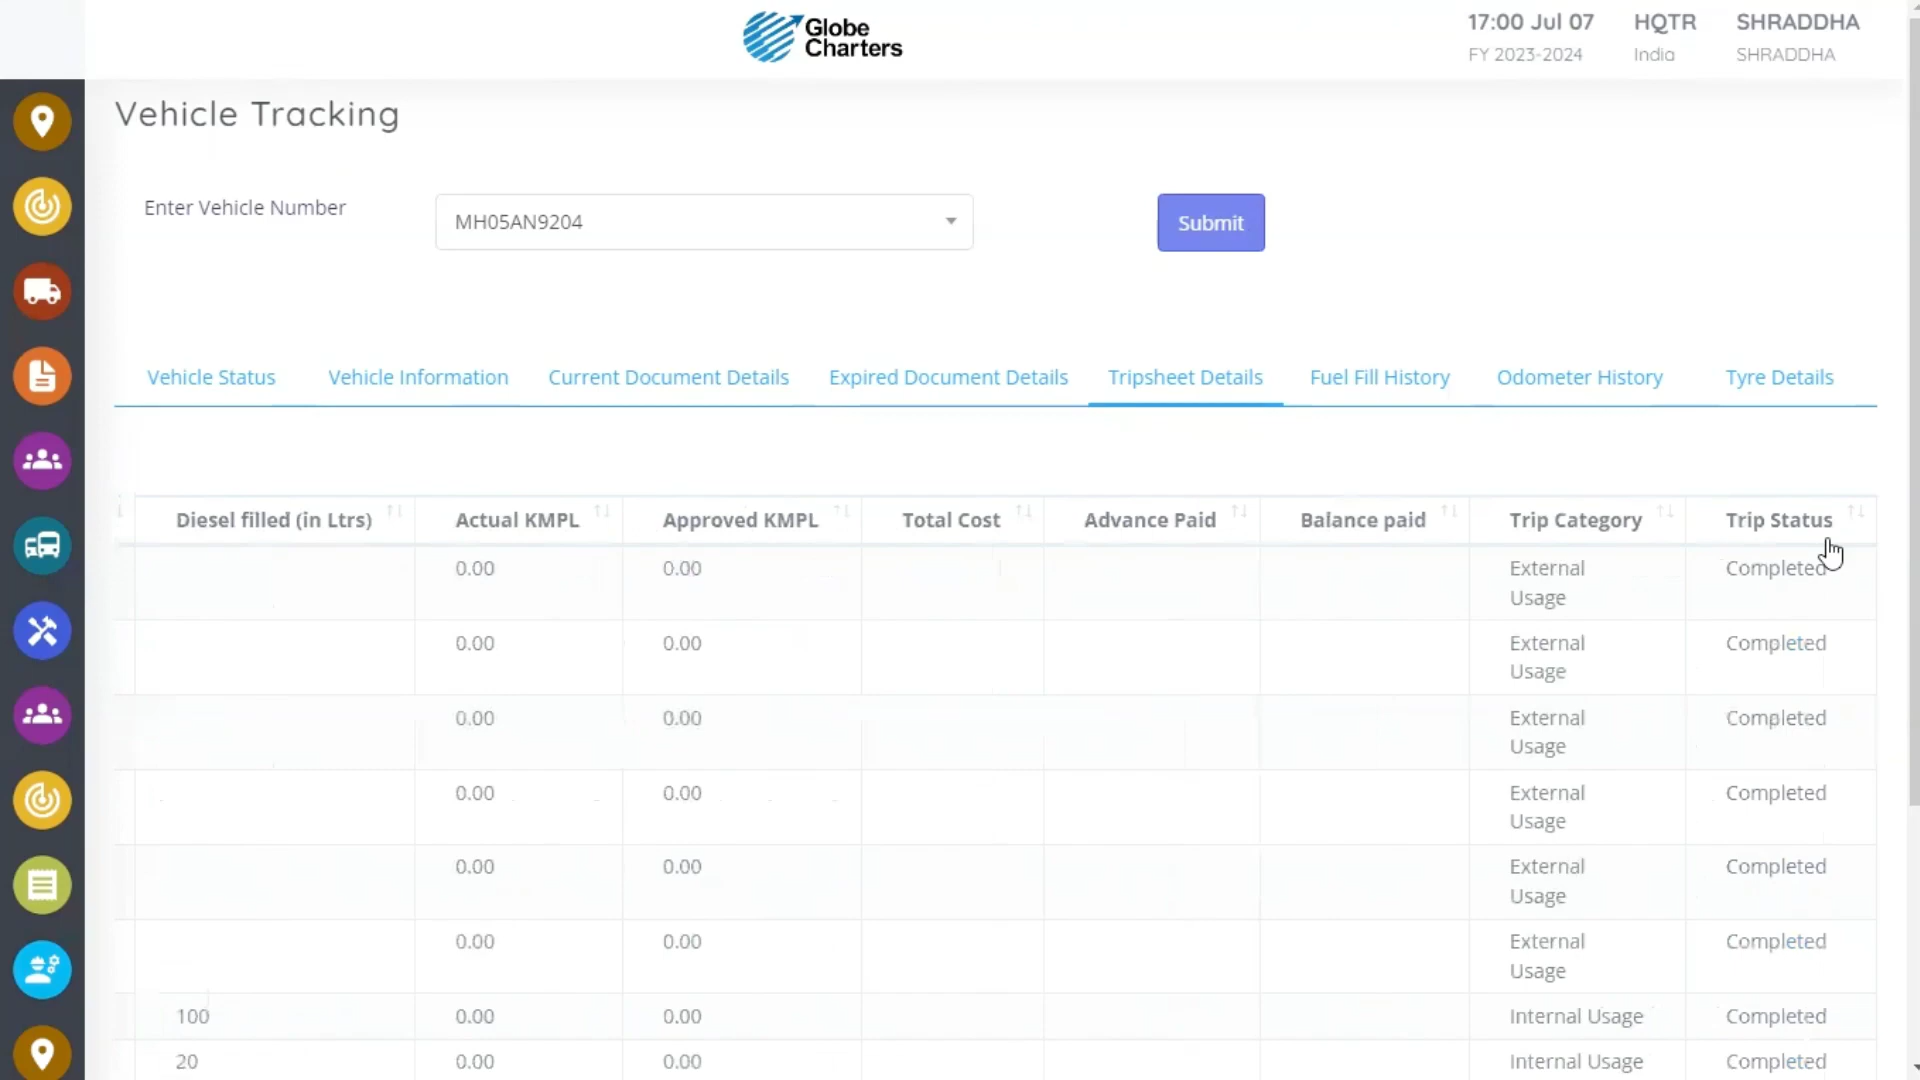 Globe
Charters
17:00 Jul 07 HQTR SHRADDHA
FY 2023-2024 India SHRADDHA
Vehicle Tracking
Enter Vehicle Number MH05AN9204 Submit
Vehicle Status Vehicle Information Current Document Details Expired Document Details Tripsheet Details Fuel Fill History Odometer History Tyre Details
Diesel filled (in Ltrs) Actual KMPL Approved KMPL Total Cost Advance Paid Balance paid Trip Category Trip Status
0.00 0.00 External Completed
Usage
0.00 0.00 External Completed
Usage
0.00 0.00 External Completed
Usage
0.00 0.00 External Completed
Usage
0.00 0.00 External Completed
Usage
0.00 0.00 External Completed
Usage
100 0.00 0.00 Internal Usage Completed
20 0.00 0.00 Internal Usage Completed